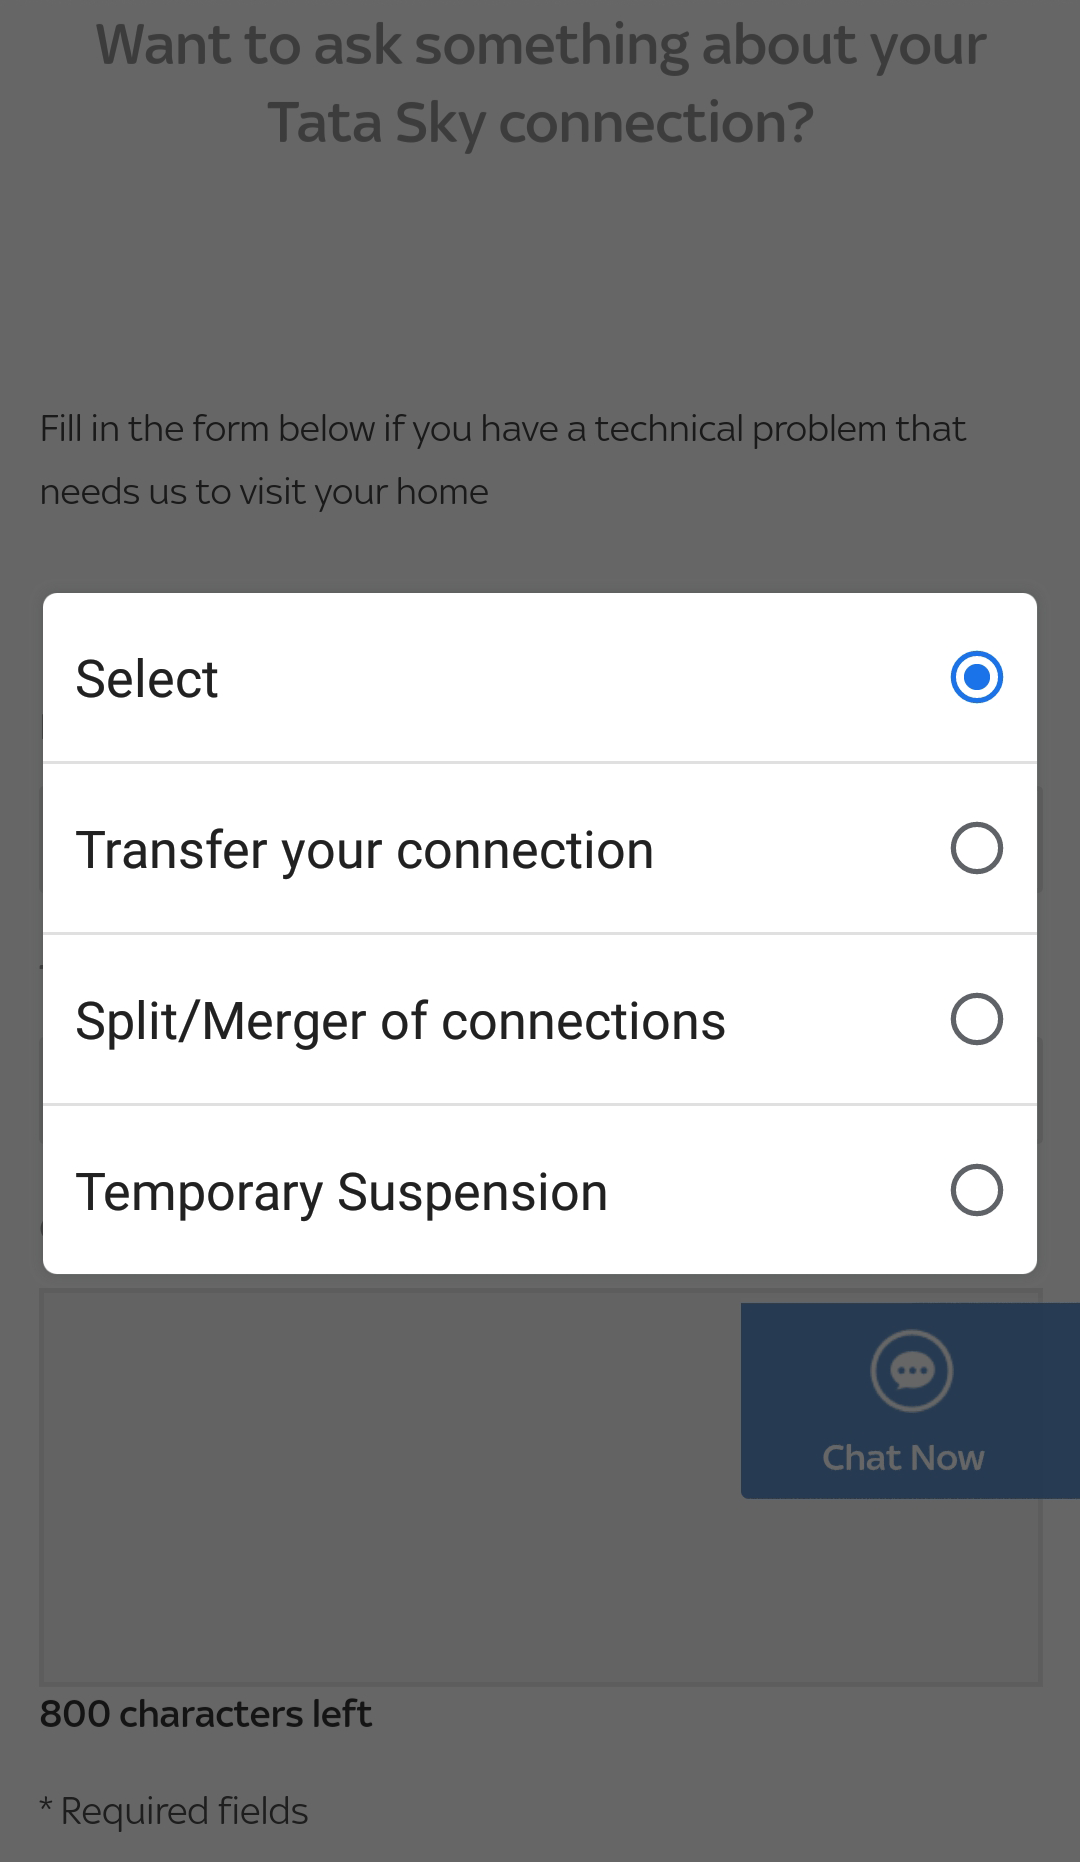 Want to ask something about your
Tata Sky connection?
Fill in the form below if you have a technical problem that
needs us to visit your home
Select
Transfer your connection
Split/Merger of connections
Temporary Suspension
Chat Now
800 characters left
* Required fields